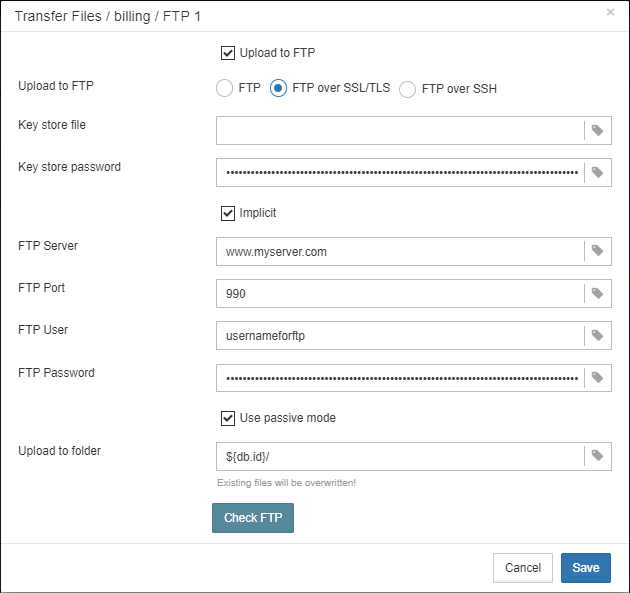 Transfer Files / billing / FTP 1
×
Upload to FTP
Upload to FTP
FTP
FTP over SSL/TLS
FTP over SSH
Key store file
Key store password
Implicit
FTP Server
www.myserver.com
FTP Port
990
FTP User
usernameforftp
FTP Password
Use passive mode
Upload to folder
${db.id}/
Existing files will be overwritten!
Check FTP
Cancel
Save